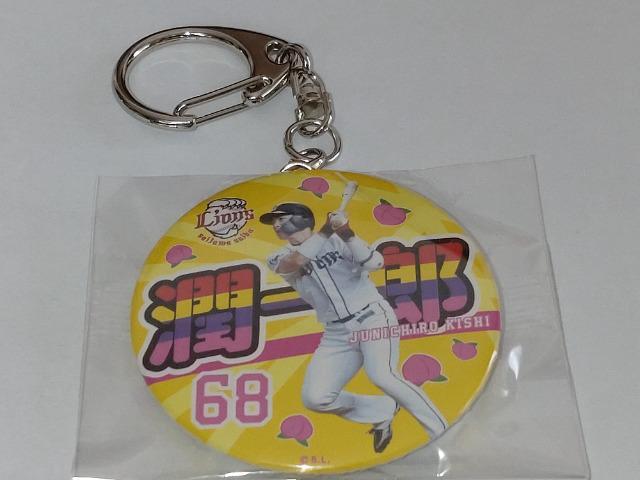 Lions
saitama seibu
潤一郎
JUNICHIRO KISHI
68
© S.L.